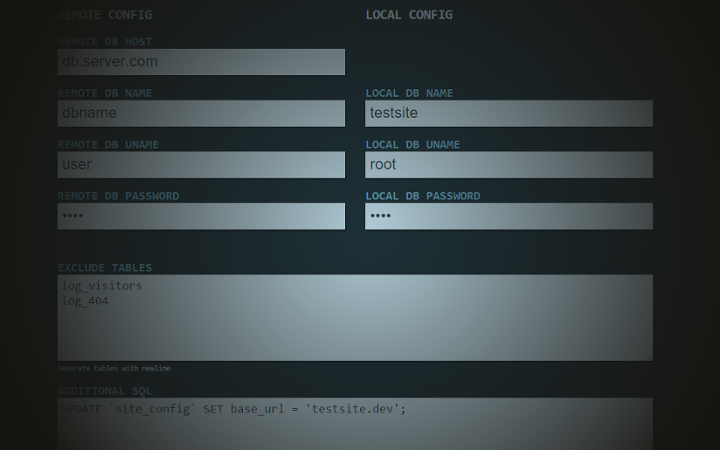 REMOTE CONFIG
LOCAL CONFIG
REMOTE DB HOST
db.server.com
REMOTE DB NAME
LOCAL DB NAME
dbname
testsite
REMOTE DB UNAME
LOCAL DB UNAME
user
root
REMOTE DB PASSWORD
LOCAL DB PASSWORD
••••
••••
EXCLUDE TABLES
log_visitors
log_404
Separate tables with newline
ADDITIONAL SQL
UPDATE `site_config` SET base_url = 'testsite.dev';